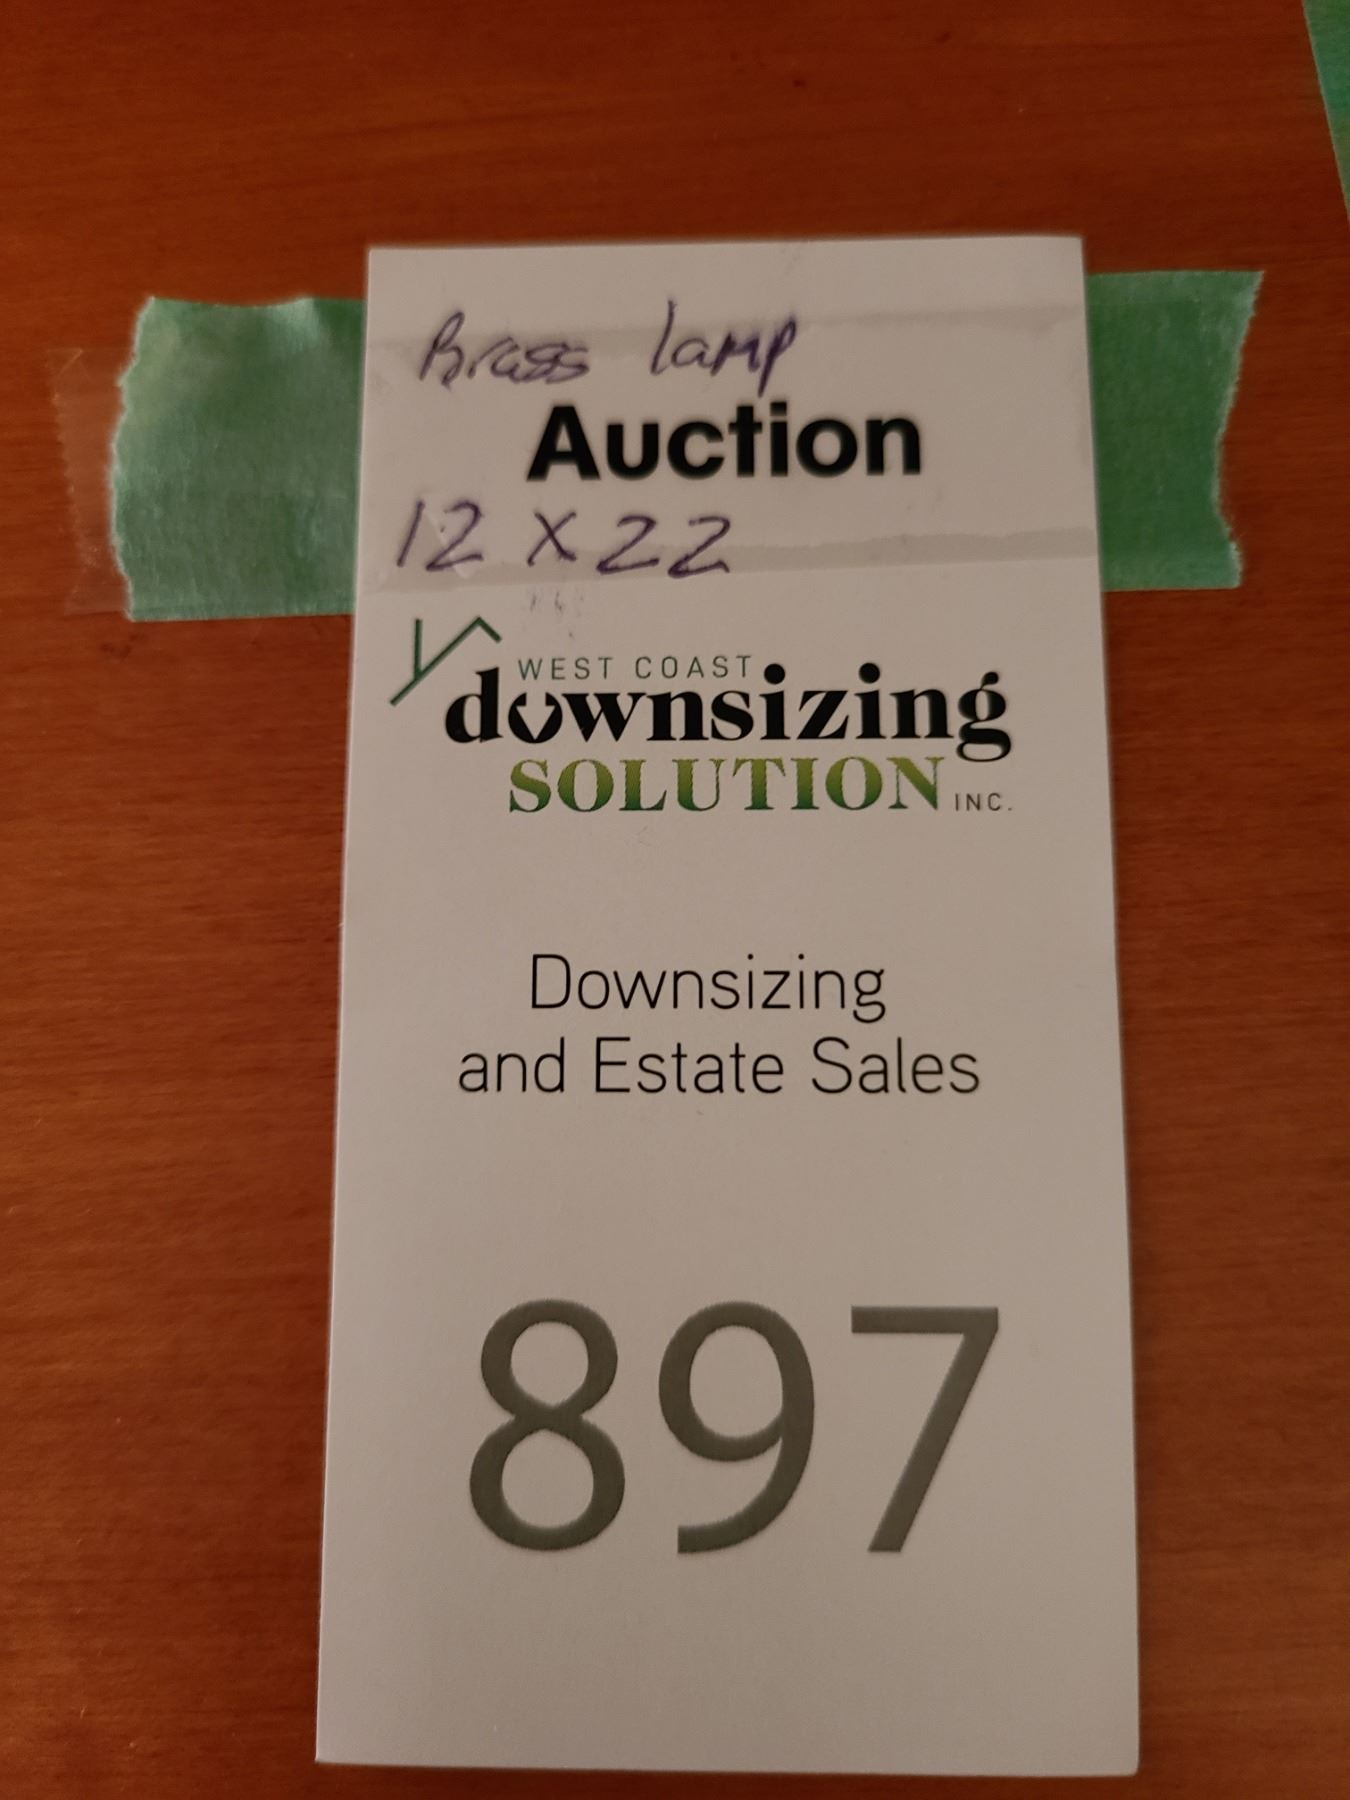 Brass lamp
Auction
12 x 22
WEST COAST
downsizing
SOLUTION INC.
Downsizing
and Estate Sales
897